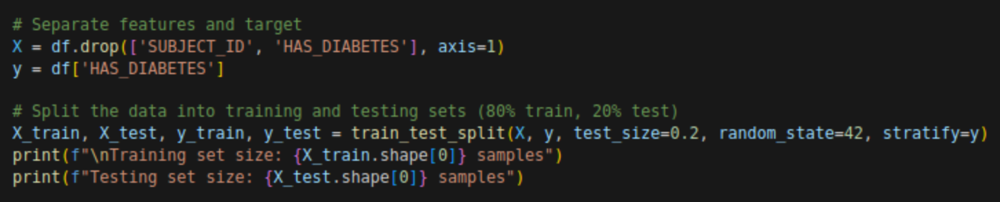 # Separate features and target
X = df.drop(['SUBJECT_ID', 'HAS_DIABETES'], axis=1)
y = df['HAS_DIABETES']
# Split the data into training and testing sets (80% train, 20% test)
X_train, X_test, y_train, y_test = train_test_split(X, y, test_size=0.2, random_state=42, stratify=y)
print(f"\nTraining set size: {X_train.shape[0]} samples")
print(f"Testing set size: {X_test.shape[0]} samples")